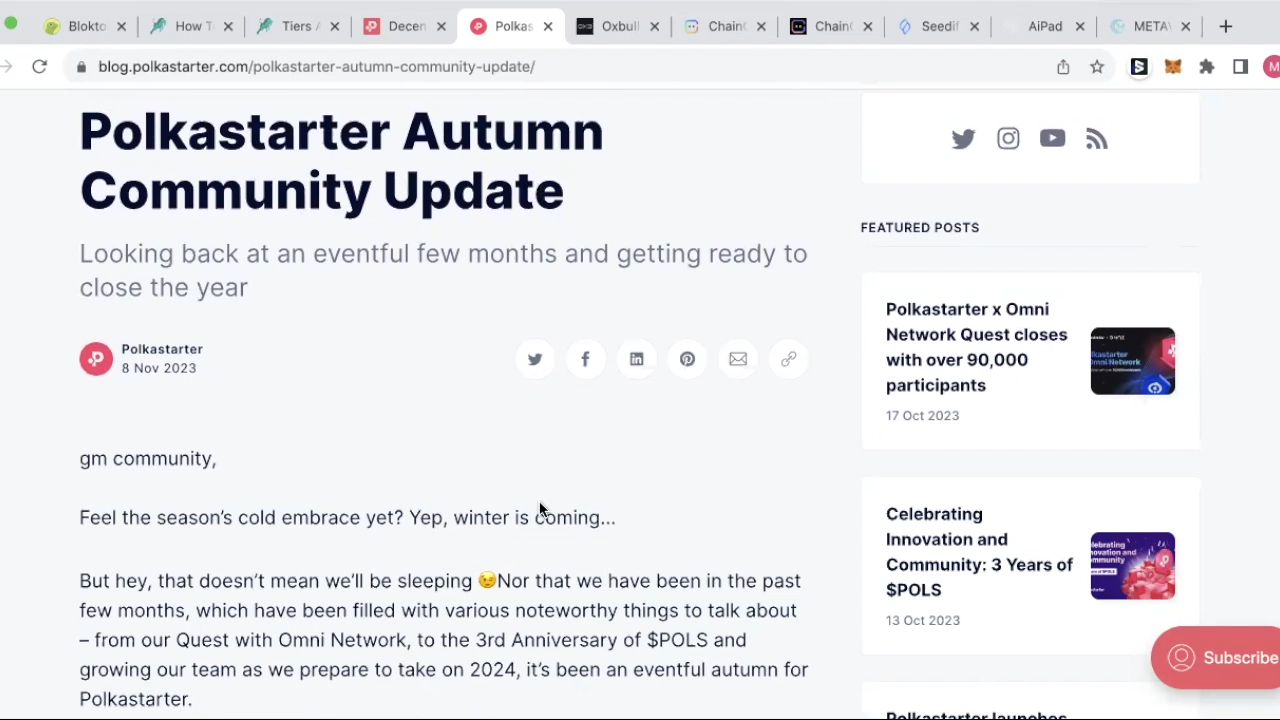 Blokto
How T
Tiers
Decen
Polkas
Oxbull
Chain
Chain
Seedif
AiPad
META
blog.polkastarter.com/polkastarter-autumn-community-update/
Polkastarter Autumn
Community Update
Looking back at an eventful few months and getting ready to
close the year
Polkastarter
8 Nov 2023
gm community,
Feel the season’s cold embrace yet? Yep, winter is coming...
But hey, that doesn’t mean we’ll be sleeping 😉Nor that we have been in the past
few months, which have been filled with various noteworthy things to talk about
– from our Quest with Omni Network, to the 3rd Anniversary of $POLS and
growing our team as we prepare to take on 2024, it’s been an eventful autumn for
Polkastarter.
FEATURED POSTS
Polkastarter x Omni
Network Quest closes
with over 90,000
participants
17 Oct 2023
Celebrating
Innovation and
Community: 3 Years of
$POLS
13 Oct 2023
Polkastarter launches
Subscribe